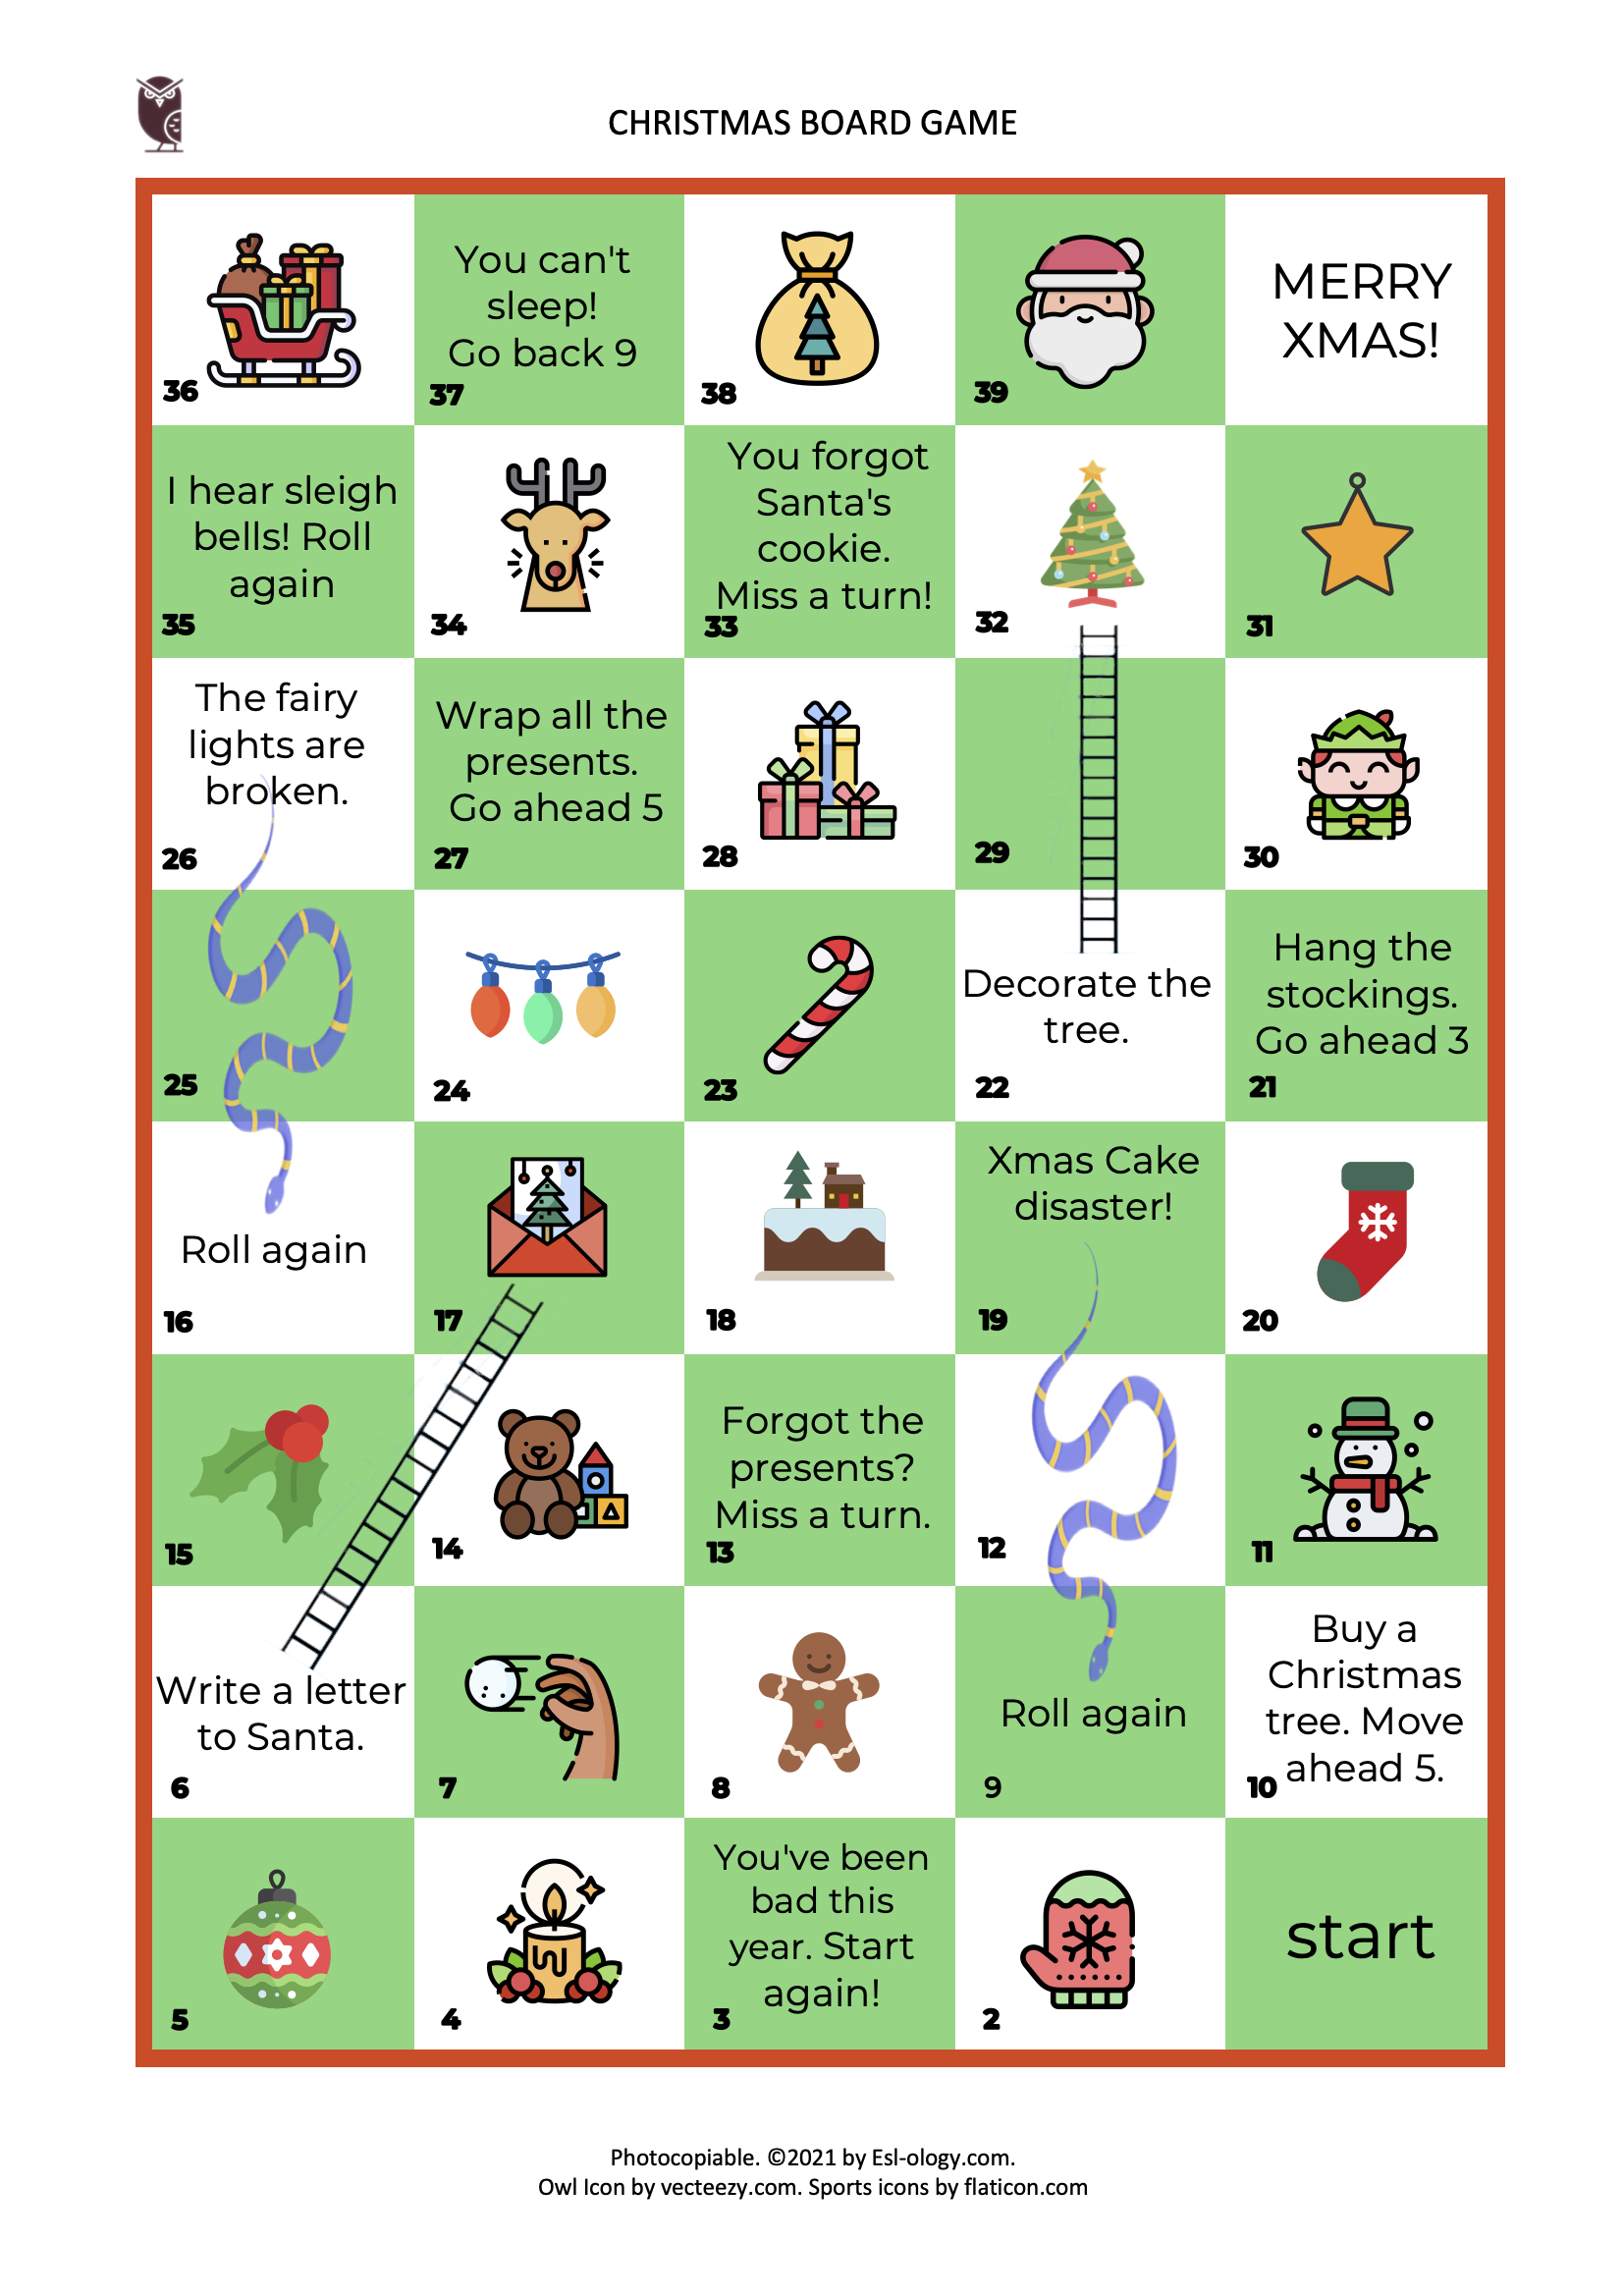 CHRISTMAS BOARD GAME
36
You can't
sleep!
Go back 9
37
38
39
MERRY
XMAS!
I hear sleigh
bells! Roll
again
35
34
You forgot
Santa's
cookie.
Miss a turn!
33
32
31
The fairy
lights are
broken.
26
Wrap all the
presents.
Go ahead 5
27
28
29
30
25
24
23
Decorate the
tree.
22
Hang the
stockings.
Go ahead 3
21
Roll again
16
17
18
Xmas Cake
disaster!
19
20
15
14
Forgot the
presents?
Miss a turn.
13
12
11
Write a letter
to Santa.
6
7
8
Roll again
9
Buy a
Christmas
tree. Move
ahead 5.
10
5
4
You've been
bad this
year. Start
again!
3
2
start
Photocopiable. ©2021 by Esl-ology.com.
Owl Icon by vecteezy.com. Sports icons by flaticon.com